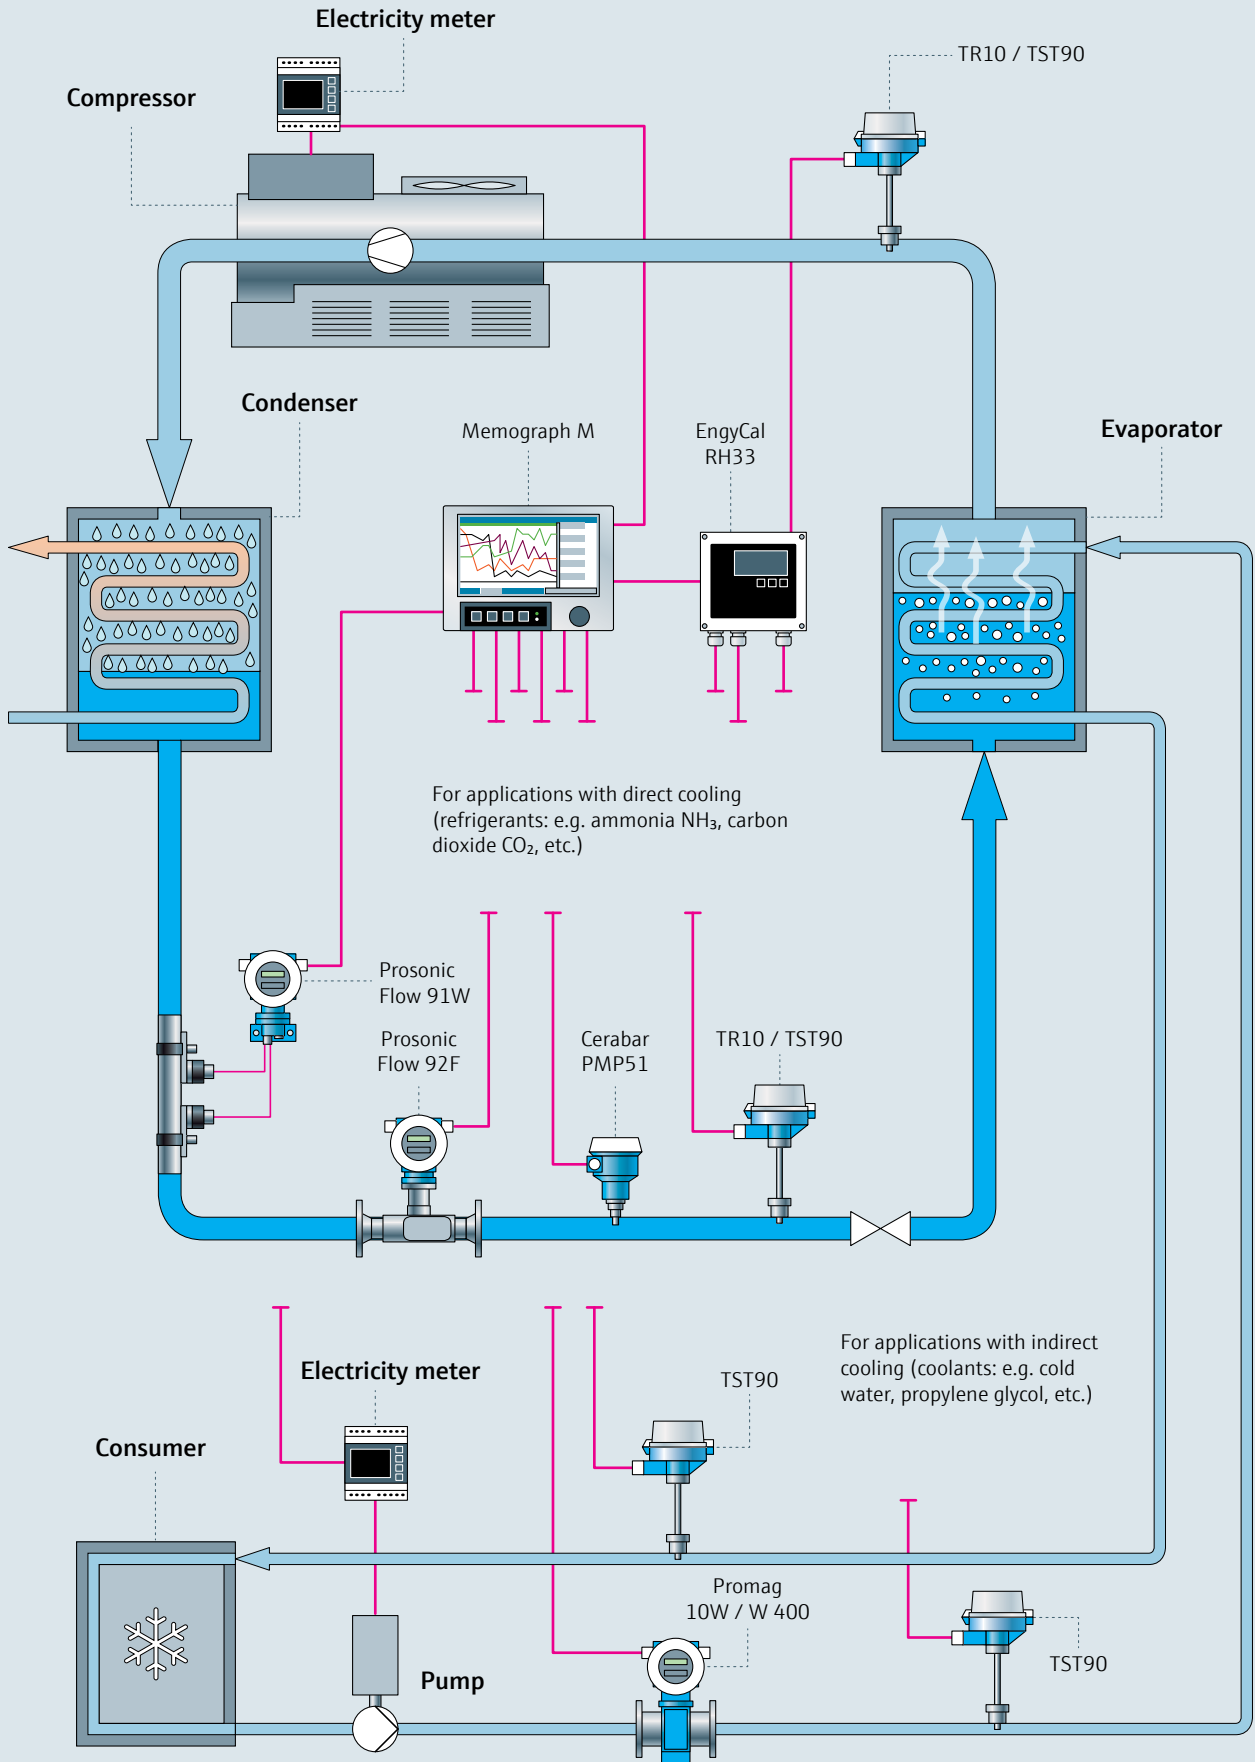 Electricity meter
TR10 / TST90
Compressor
Condenser
Memograph M
EngyCal
RH33
Evaporator
For applications with direct cooling
(refrigerants: e.g. ammonia NH₃, carbon
dioxide CO₂, etc.)
Prosonic
Flow 91W
Prosonic
Flow 92F
Cerabar
PMP51
TR10 / TST90
For applications with indirect
cooling (coolants: e.g. cold
water, propylene glycol, etc.)
Electricity meter
TST90
Consumer
Promag
10W / W 400
TST90
Pump